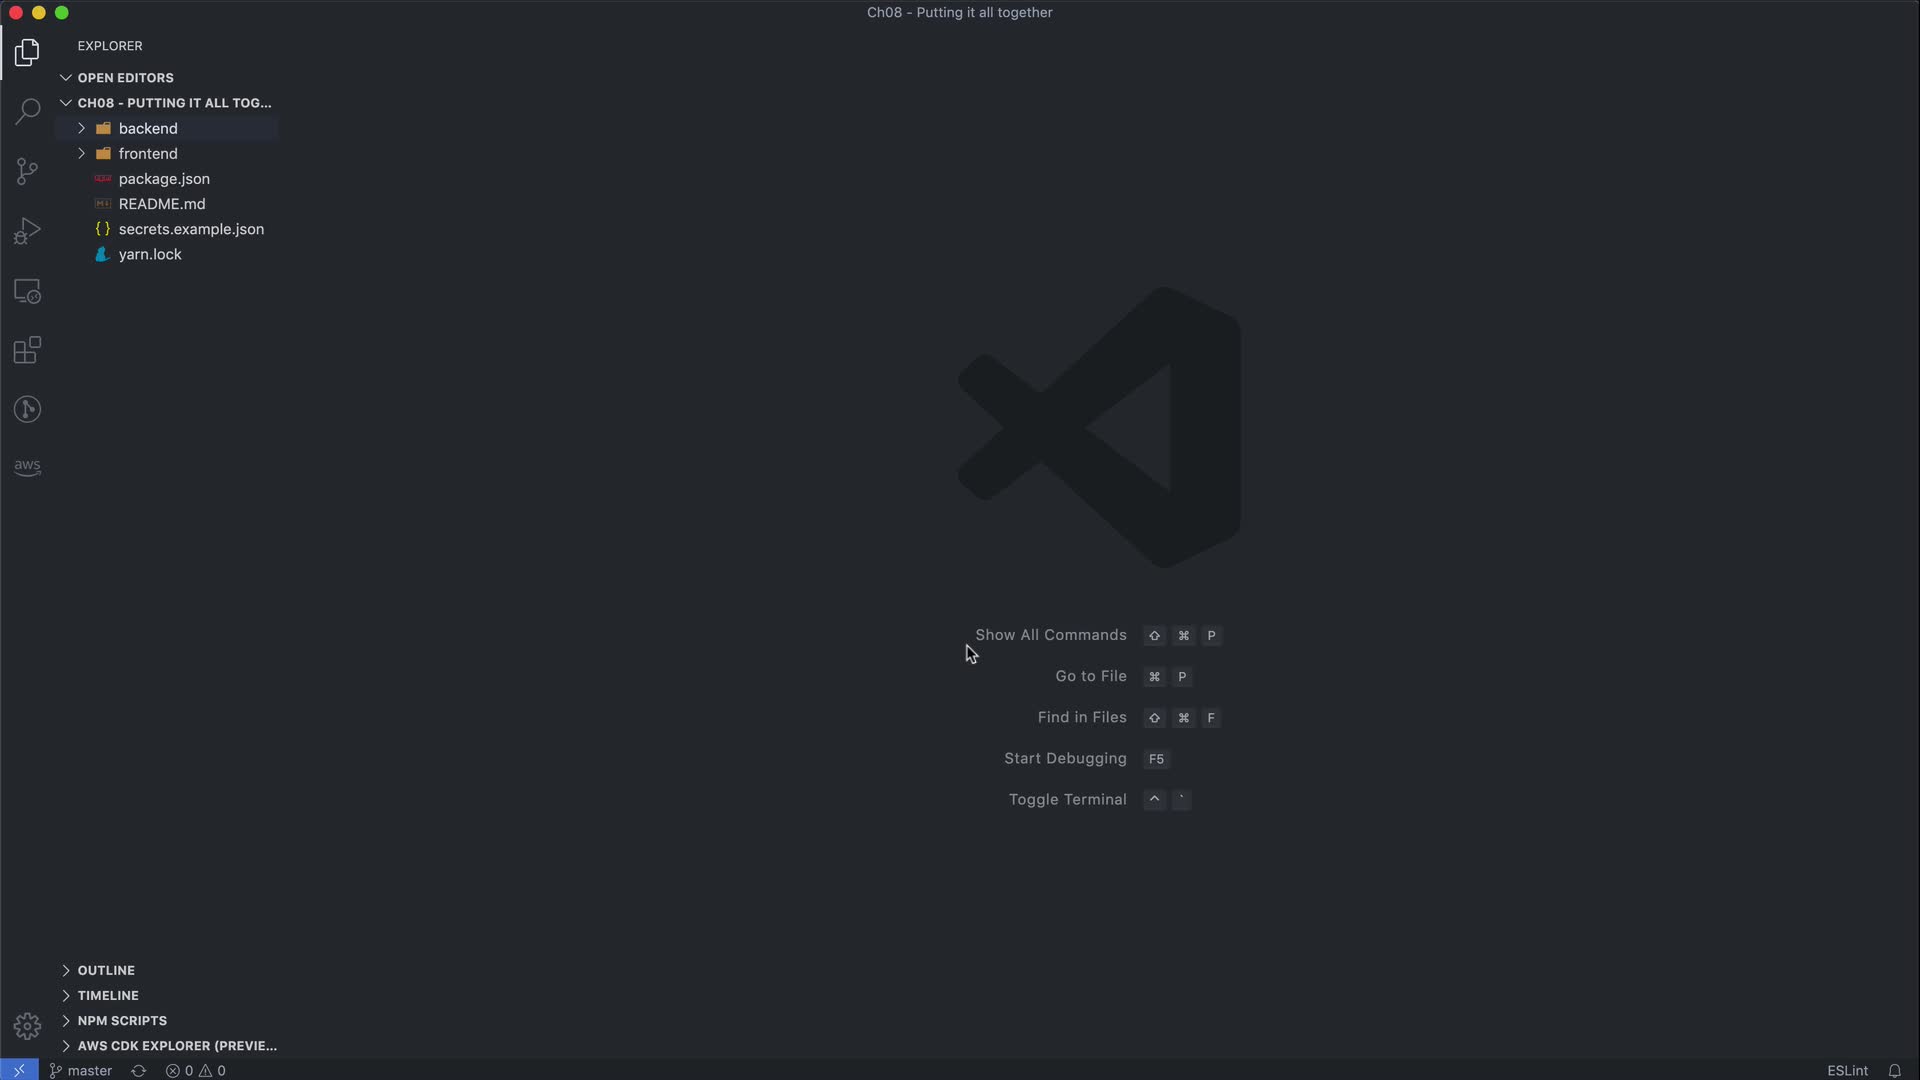 Ch08 - Putting it all together
EXPLORER
OPEN EDITORS
CH08 - PUTTING IT ALL TOG...
backend
frontend
package.json
README.md
secrets.example.json
yarn.lock
aws
Show All Commands ⇧ ⌘ P
Go to File ⌘ P
Find in Files ⇧ ⌘ F
Start Debugging F5
Toggle Terminal ^ `
OUTLINE
TIMELINE
NPM SCRIPTS
AWS CDK EXPLORER (PREVIE...
master 0 0 ESLint